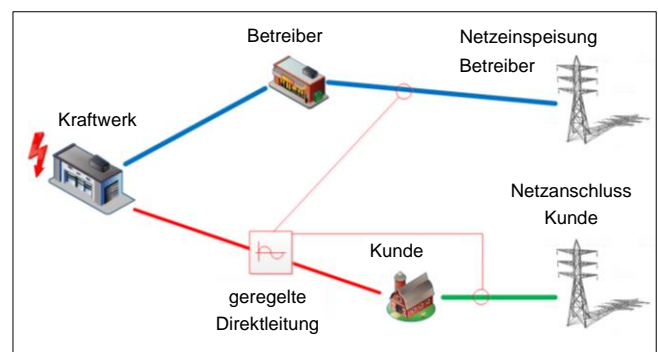 Betreiber
Netzeinspeisung
Betreiber
Kraftwerk
Netzanschluss
Kunde
Kunde
geregelte
Direktleitung